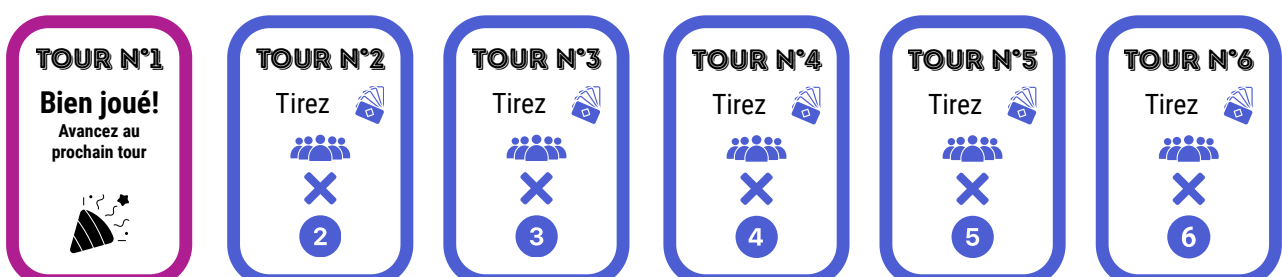 TOUR N°1
Bien joué!
Avancez au
prochain tour
TOUR N°2
Tirez
2
TOUR N°3
Tirez
3
TOUR N°4
Tirez
4
TOUR N°5
Tirez
5
TOUR N°6
Tirez
6